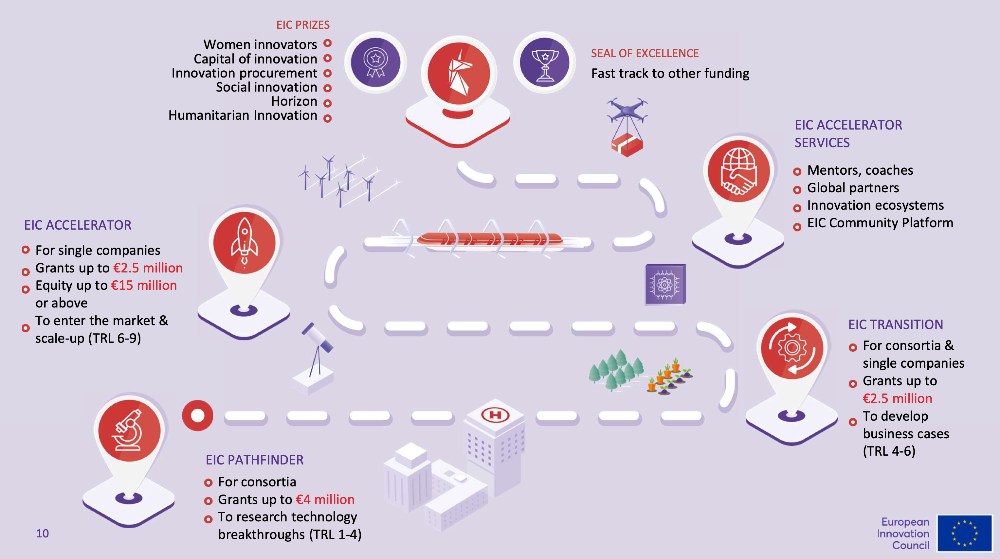 EIC PRIZES
Women innovators
Capital of innovation
Innovation procurement
Social innovation
Horizon
Humanitarian Innovation
SEAL OF EXCELLENCE
Fast track to other funding
EIC ACCELERATOR
SERVICES
Mentors, coaches
Global partners
Innovation ecosystems
EIC Community Platform
EIC ACCELERATOR
For single companies
Grants up to €2.5 million
Equity up to €15 million
or above
To enter the market &
scale-up (TRL 6-9)
EIC TRANSITION
For consortia &
single companies
Grants up to
€2.5 million
To develop
business cases
(TRL 4-6)
H
EIC PATHFINDER
For consortia
Grants up to €4 million
To research technology
breakthroughs (TRL 1-4)
10
European
Innovation
Council